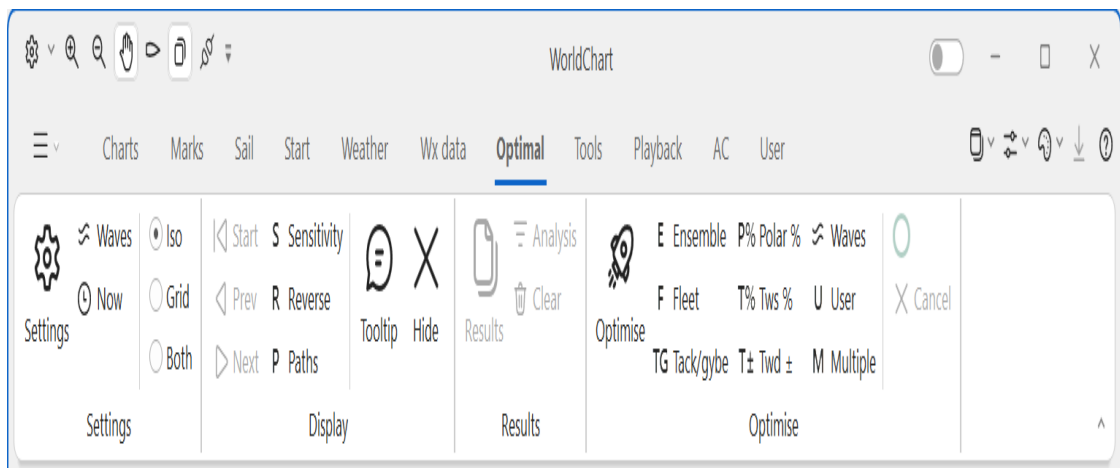 WorldChart
Charts Marks Sail Start Weather Wx data Optimal Tools Playback AC User
Waves Iso Start S Sensitivity Analysis E Ensemble P% Polar % Waves
Now Grid Prev R Reverse Clear F Fleet T% Tws % U User Cancel
Settings Tooltip Hide Results Optimise
Both Next P Paths TG Tack/gybe T± Twd ± M Multiple
Settings Display Results Optimise